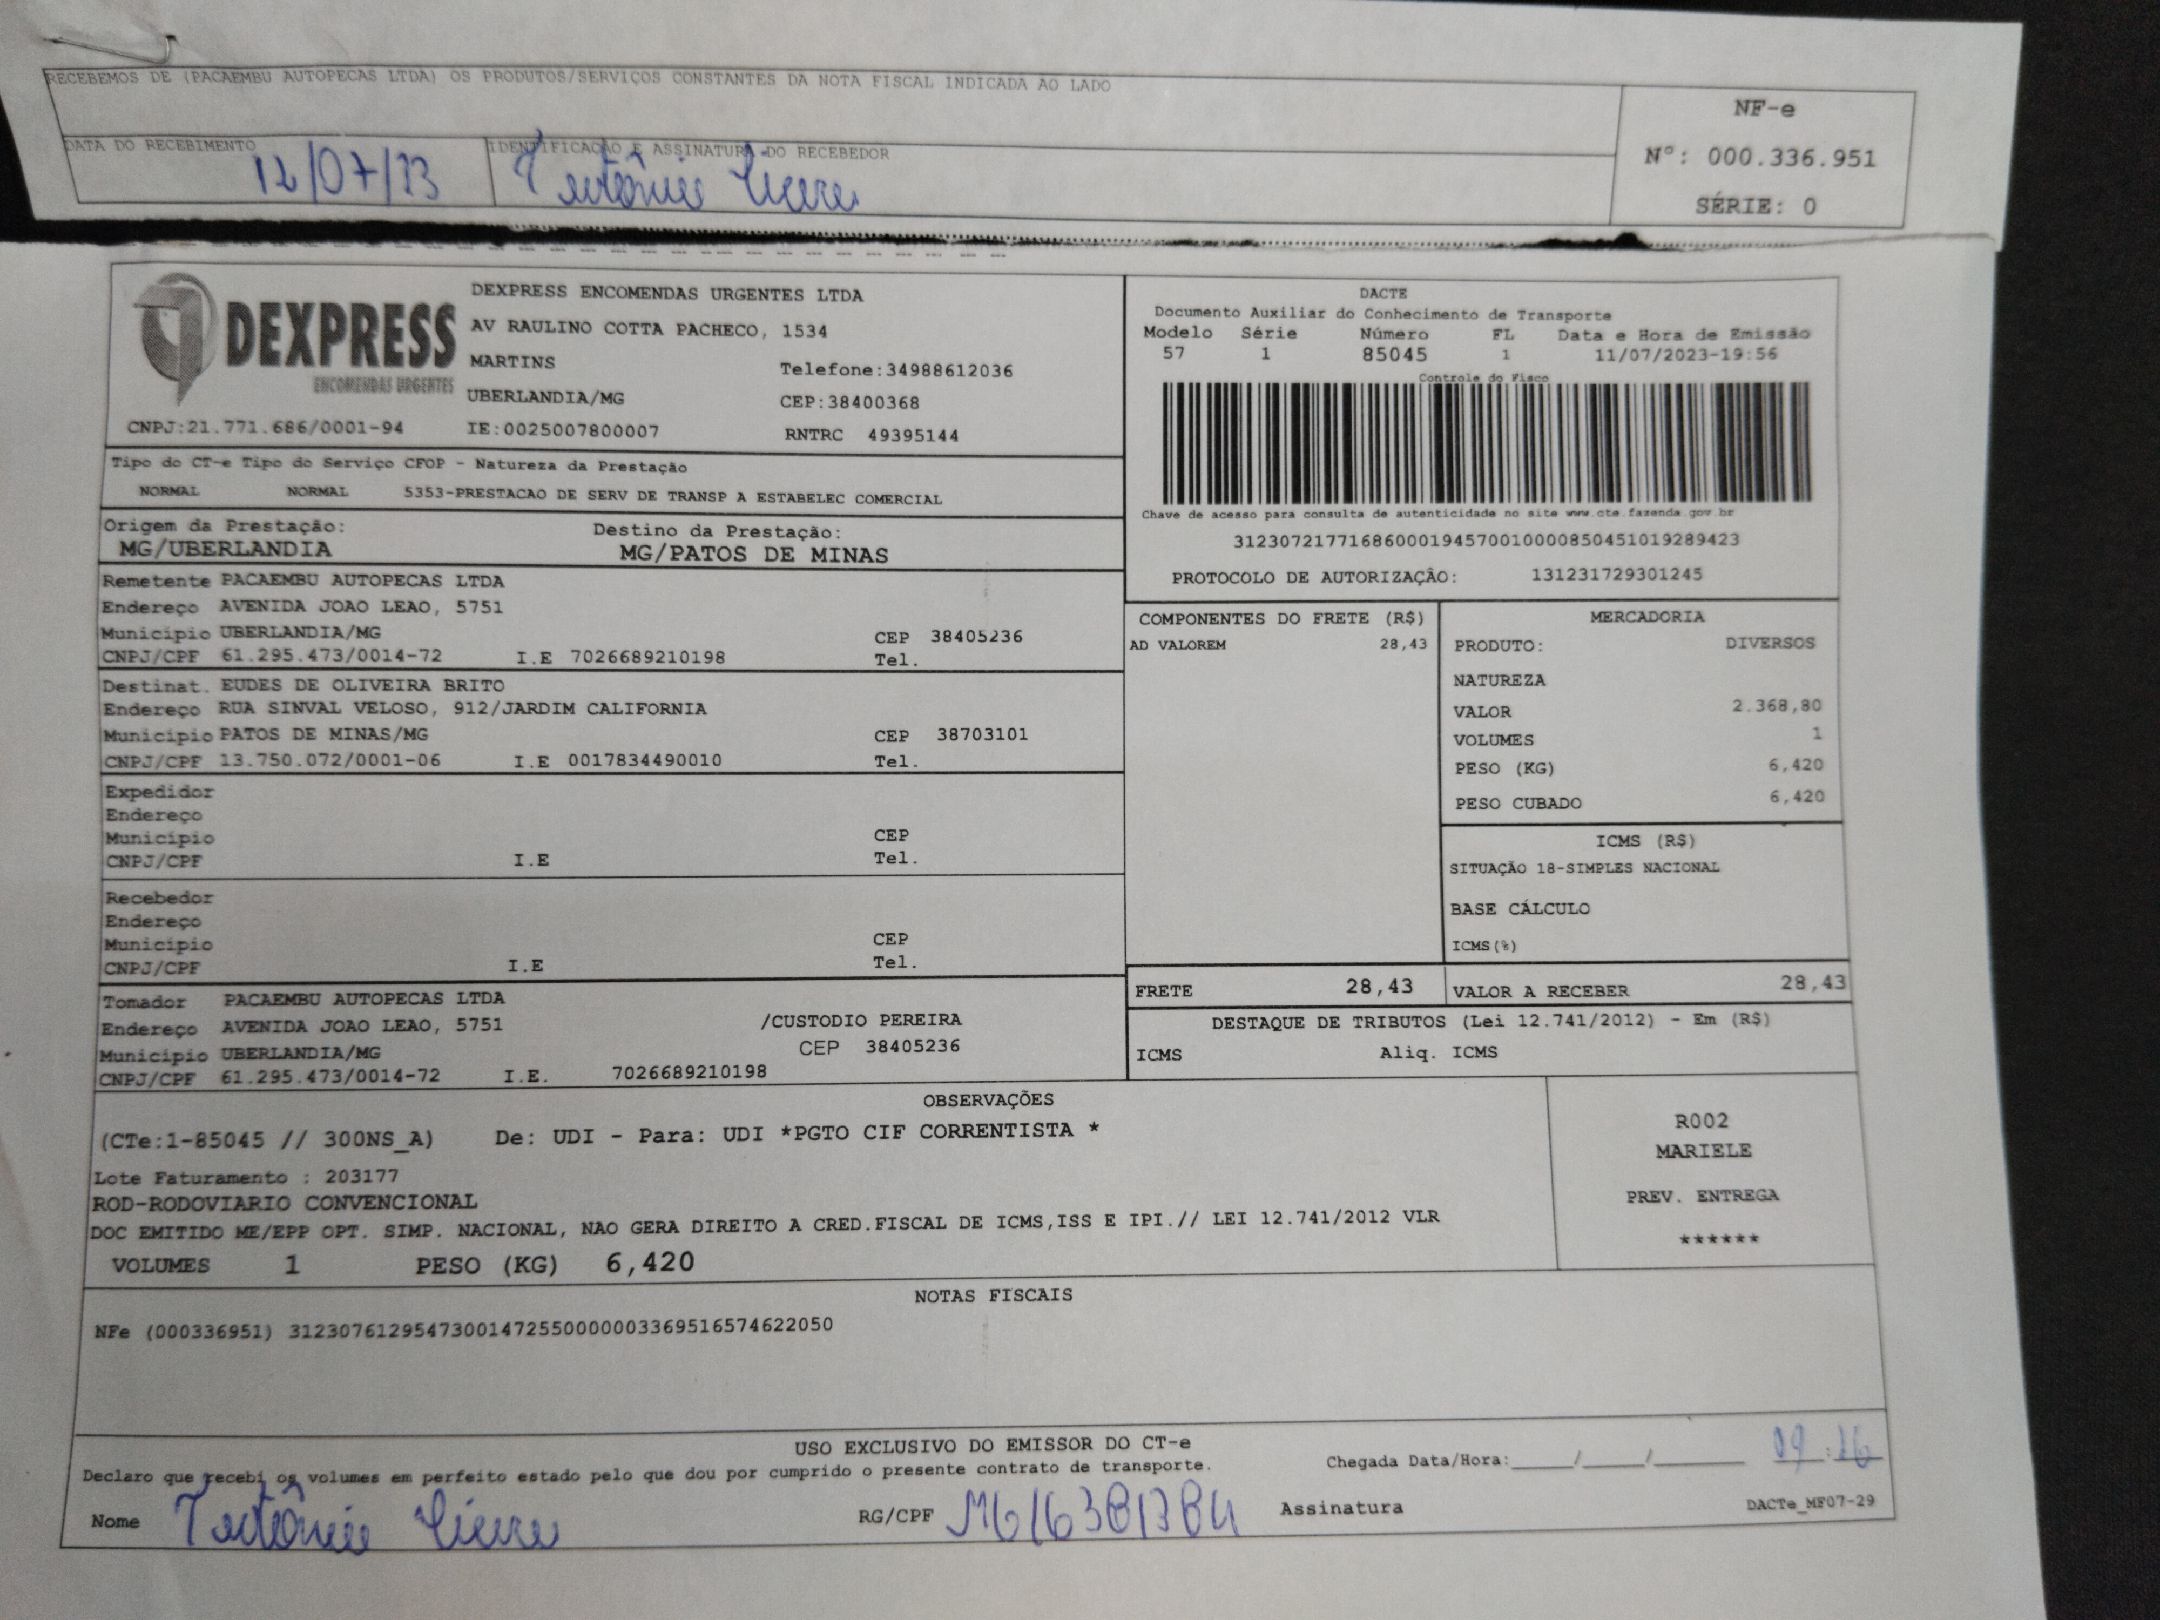 RECEBEMOS DE (PACAEMBU AUTOPECAS LTDA) OS PRODUTOS/SERVIÇOS CONSTANTES DA NOTA FISCAL INDICADA AO LADO
NF-e
Nº: 000.336.951
SÉRIE: 0
DATA DO RECEBIMENTO
12/07/23
IDENTIFICAÇÃO E ASSINATURA DO RECEBEDOR
DEXPRESS
ENCOMENDAS URGENTES
DEXPRESS ENCOMENDAS URGENTES LTDA
AV RAULINO COTTA PACHECO, 1534
MARTINS Telefone:34988612036
UBERLANDIA/MG CEP:38400368
CNPJ:21.771.686/0001-94 IE:0025007800007 RNTRC 49395144
DACTE
Documento Auxiliar do Conhecimento de Transporte
Modelo Série Número FL Data e Hora de Emissão
57 1 85045 1 11/07/2023-19:56
Controle do Fisco
Chave de acesso para consulta de autenticidade no site www.cte.fazenda.gov.br
31230721771686000194570010000850451019289423
PROTOCOLO DE AUTORIZAÇÃO: 131231729301245
Tipo do CT-e Tipo do Serviço CFOP - Natureza da Prestação
NORMAL NORMAL 5353-PRESTACAO DE SERV DE TRANSP A ESTABELEC COMERCIAL
Origem da Prestação: Destino da Prestação:
MG/UBERLANDIA MG/PATOS DE MINAS
Remetente PACAEMBU AUTOPECAS LTDA
Endereço AVENIDA JOAO LEAO, 5751
Município UBERLANDIA/MG CEP 38405236
CNPJ/CPF 61.295.473/0014-72 I.E 7026689210198 Tel.
Destinat. EUDES DE OLIVEIRA BRITO
Endereço RUA SINVAL VELOSO, 912/JARDIM CALIFORNIA
Município PATOS DE MINAS/MG CEP 38703101
CNPJ/CPF 13.750.072/0001-06 I.E 0017834490010 Tel.
Expedidor
Endereço
Município CEP
CNPJ/CPF I.E Tel.
Recebedor
Endereço
Município CEP
CNPJ/CPF I.E Tel.
Tomador PACAEMBU AUTOPECAS LTDA
Endereço AVENIDA JOAO LEAO, 5751 /CUSTODIO PEREIRA
Município UBERLANDIA/MG CEP 38405236
CNPJ/CPF 61.295.473/0014-72 I.E. 7026689210198
COMPONENTES DO FRETE (R$)
AD VALOREM 28,43
MERCADORIA
PRODUTO: DIVERSOS
NATUREZA
VALOR 2.368,80
VOLUMES 1
PESO (KG) 6,420
PESO CUBADO 6,420
ICMS (R$)
SITUAÇÃO 18-SIMPLES NACIONAL
BASE CÁLCULO
ICMS(%)
FRETE 28,43 VALOR A RECEBER 28,43
DESTAQUE DE TRIBUTOS (Lei 12.741/2012) - Em (R$)
ICMS Aliq. ICMS
OBSERVAÇÕES
(CTe:1-85045 // 300NS_A) De: UDI - Para: UDI *PGTO CIF CORRENTISTA *
Lote Faturamento : 203177
ROD-RODOVIARIO CONVENCIONAL
DOC EMITIDO ME/EPP OPT. SIMP. NACIONAL, NAO GERA DIREITO A CRED.FISCAL DE ICMS,ISS E IPI.// LEI 12.741/2012 VLR
VOLUMES 1 PESO (KG) 6,420
R002
MARIELE
PREV. ENTREGA
******
NOTAS FISCAIS
NFe (000336951) 31230761295473001472550000003369516574622050
USO EXCLUSIVO DO EMISSOR DO CT-e
Declaro que recebi os volumes em perfeito estado pelo que dou por cumprido o presente contrato de transporte.
Chegada Data/Hora:_____/_____/_______ 09:16
Nome
RG/CPF MG16381384 Assinatura
DACTe_MF07-29